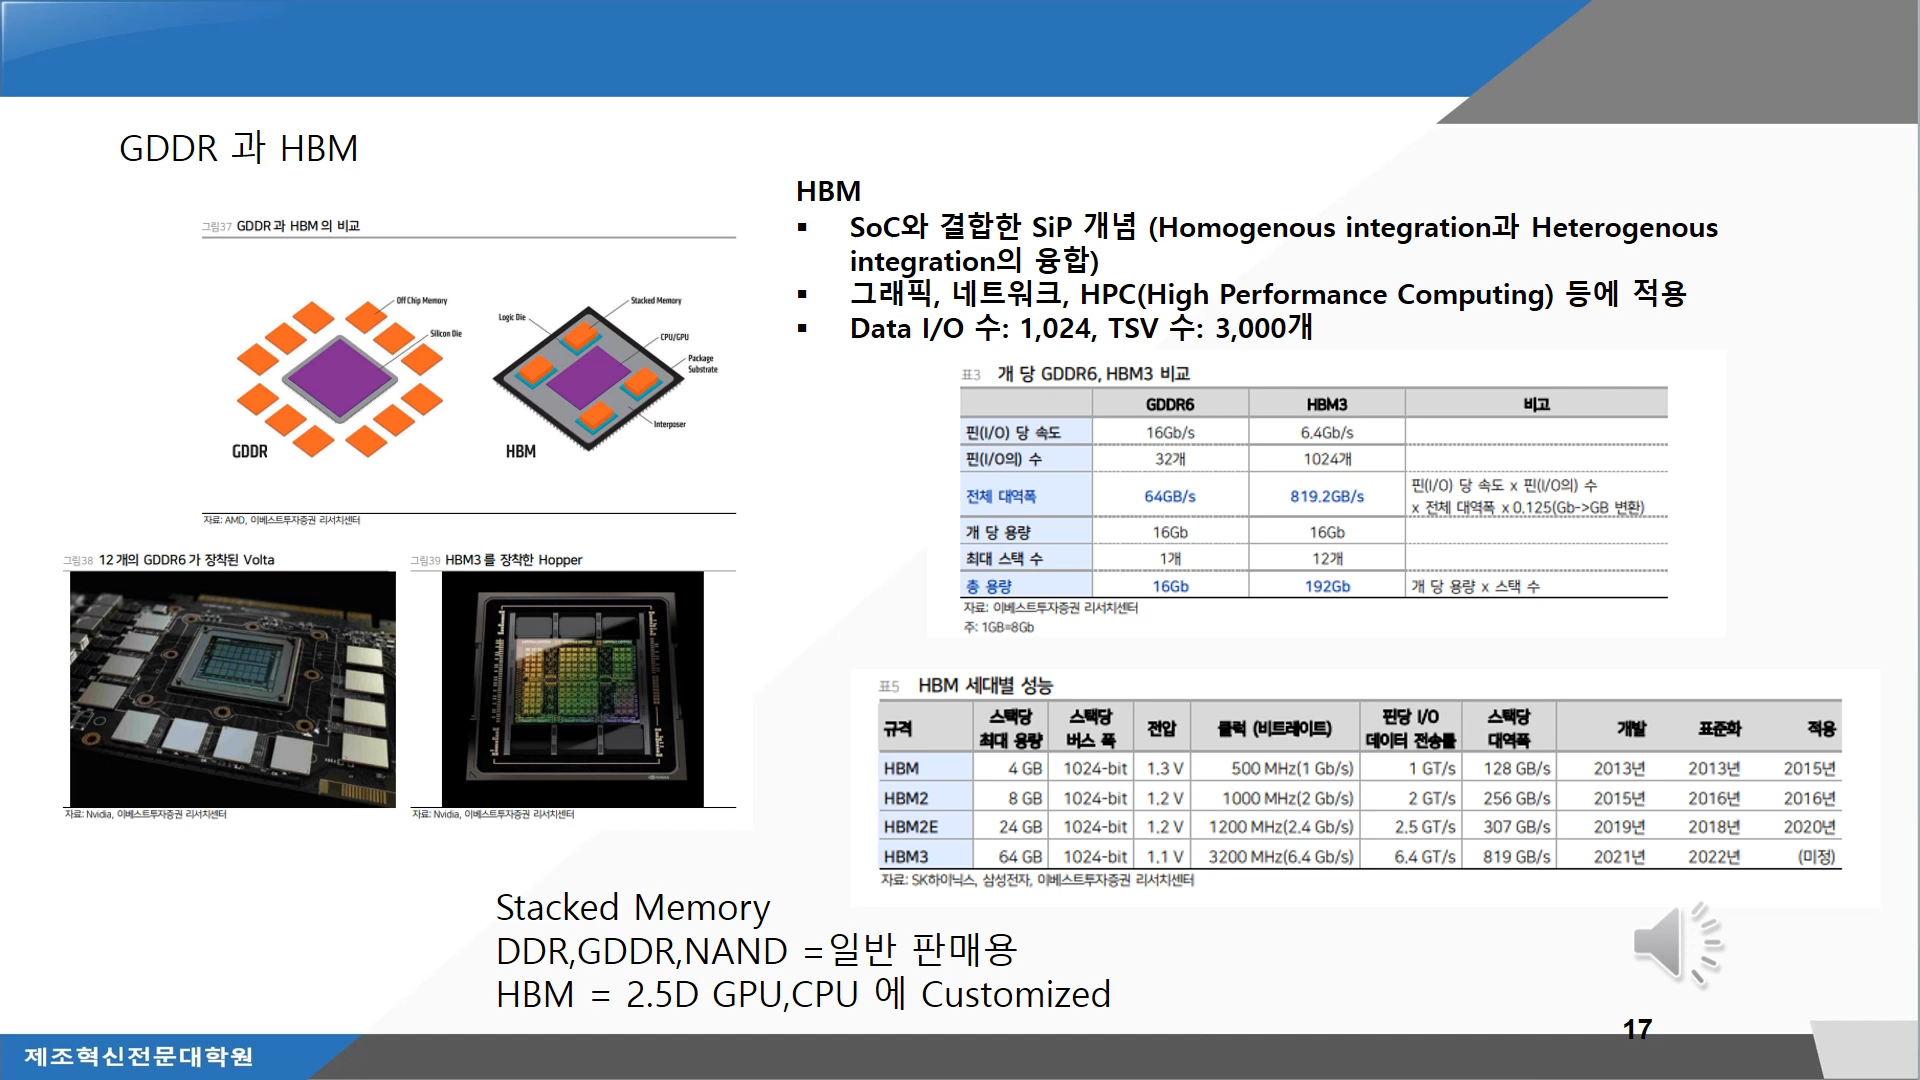 GDDR 과 HBM
그림37 GDDR 과 HBM 의 비교
Off Chip Memory
Silicon Die
GDDR
Logic Die
Stacked Memory
CPU/GPU
Package
Substrate
Interposer
HBM
자료: AMD, 이베스트투자증권 리서치센터
그림38 12 개의 GDDR6 가 장착된 Volta
자료: Nvidia, 이베스트투자증권 리서치센터
그림39 HBM3 를 장착한 Hopper
자료: Nvidia, 이베스트투자증권 리서치센터
HBM
▪ SoC와 결합한 SiP 개념 (Homogenous integration과 Heterogenous
integration의 융합)
▪ 그래픽, 네트워크, HPC(High Performance Computing) 등에 적용
▪ Data I/O 수: 1,024, TSV 수: 3,000개
표3 개 당 GDDR6, HBM3 비교
GDDR6 HBM3 비고
핀(I/O) 당 속도 16Gb/s 6.4Gb/s
핀(I/O의) 수 32개 1024개
전체 대역폭 64GB/s 819.2GB/s 핀(I/O) 당 속도 x 핀(I/O의) 수
x 전체 대역폭 x 0.125(Gb->GB 변환)
개 당 용량 16Gb 16Gb
최대 스택 수 1개 12개
총 용량 16Gb 192Gb 개 당 용량 x 스택 수
자료: 이베스트투자증권 리서치센터
주: 1GB=8Gb
표5 HBM 세대별 성능
규격 스택당 최대 용량 스택당 버스 폭 전압 클럭 (비트레이트) 핀당 I/O 데이터 전송률 스택당 대역폭 개발 표준화 적용
HBM 4 GB 1024-bit 1.3 V 500 MHz(1 Gb/s) 1 GT/s 128 GB/s 2013년 2013년 2015년
HBM2 8 GB 1024-bit 1.2 V 1000 MHz(2 Gb/s) 2 GT/s 256 GB/s 2015년 2016년 2016년
HBM2E 24 GB 1024-bit 1.2 V 1200 MHz(2.4 Gb/s) 2.5 GT/s 307 GB/s 2019년 2018년 2020년
HBM3 64 GB 1024-bit 1.1 V 3200 MHz(6.4 Gb/s) 6.4 GT/s 819 GB/s 2021년 2022년 (미정)
자료: SK하이닉스, 삼성전자, 이베스트투자증권 리서치센터
Stacked Memory
DDR,GDDR,NAND =일반 판매용
HBM = 2.5D GPU,CPU 에 Customized
17
제조혁신전문대학원